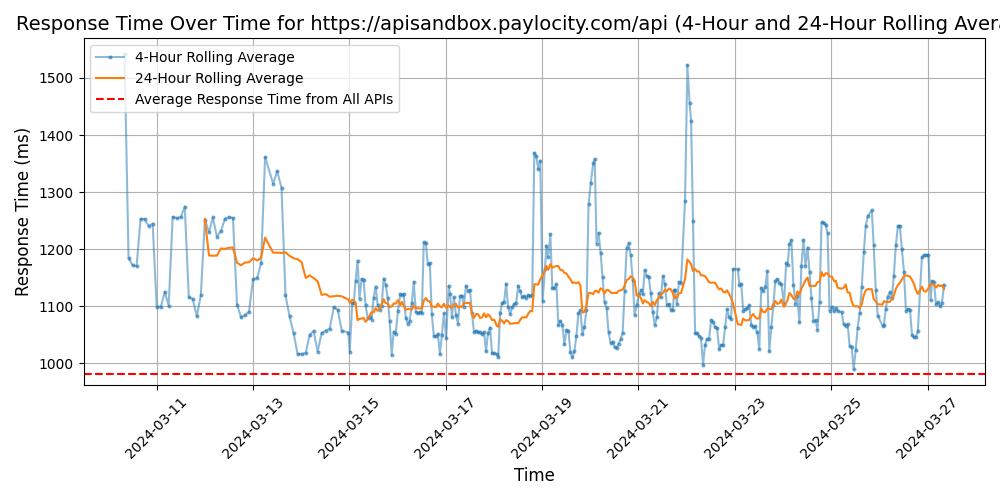 Response Time Over Time for https://apisandbox.paylocity.com/api (4-Hour and 24-Hour Rolling Avera
4-Hour Rolling Average
24-Hour Rolling Average
Average Response Time from All APIs
Response Time (ms)
1500
1400
1300
1200
1100
1000
2024-03-11
2024-03-13
2024-03-15
2024-03-17
2024-03-19
2024-03-21
2024-03-23
2024-03-25
2024-03-27
Time